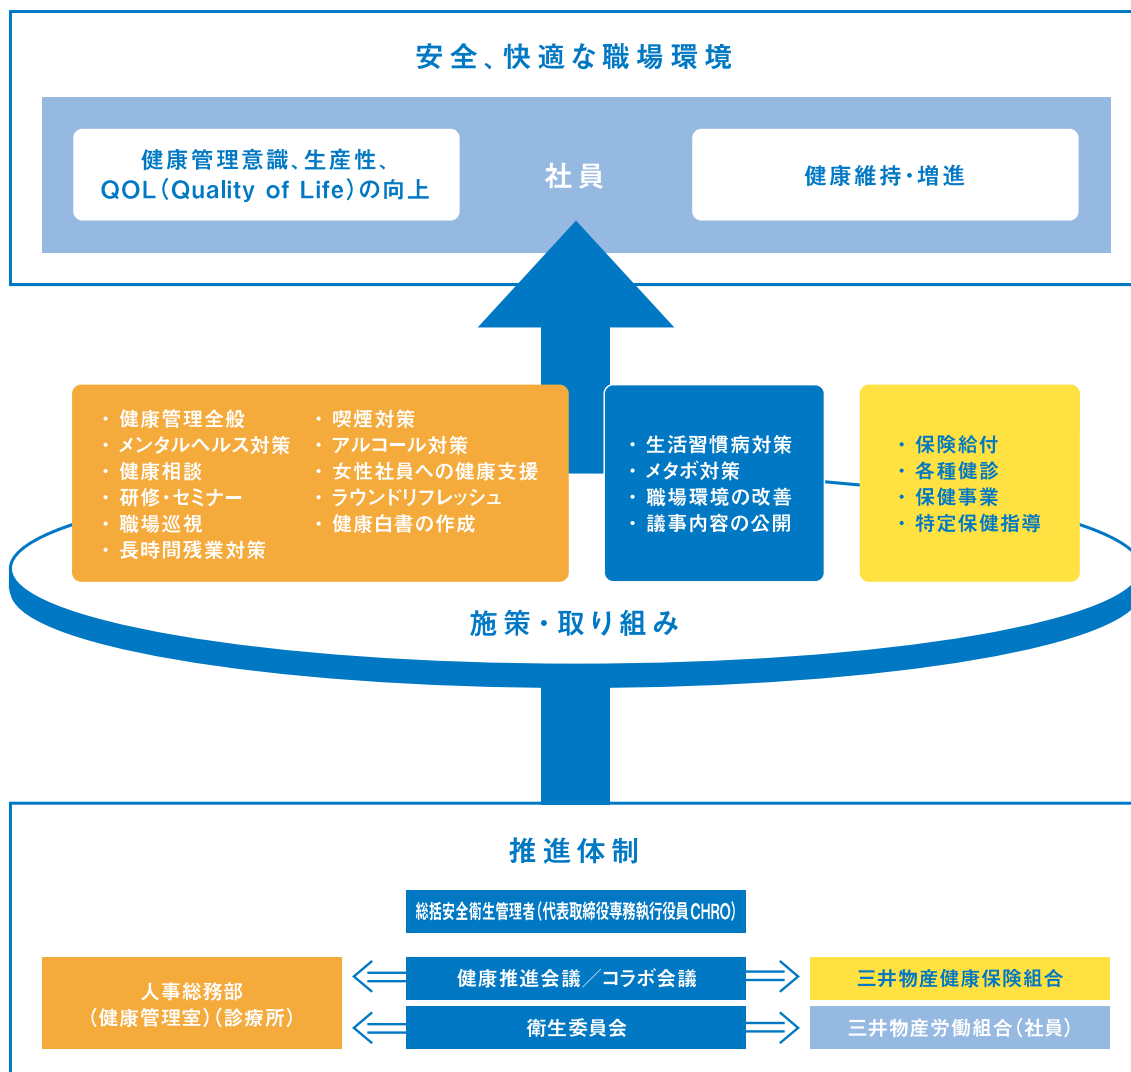 安全、快適な職場環境
健康管理意識、生産性、
QOL(Quality of Life)の向上
社員
健康維持・増進
・健康管理全般
・メンタルヘルス対策
・健康相談
・研修・セミナー
・職場巡視
・長時間残業対策
・喫煙対策
・アルコール対策
・女性社員への健康支援
・ラウンドリフレッシュ
・健康白書の作成
・生活習慣病対策
・メタボ対策
・職場環境の改善
・議事内容の公開
・保険給付
・各種健診
・保健事業
・特定保健指導
施策・取り組み
推進体制
総括安全衛生管理者(代表取締役専務執行役員CHRO)
人事総務部
(健康管理室)(診療所)
健康推進会議/コラボ会議
三井物産健康保険組合
衛生委員会
三井物産労働組合(社員)